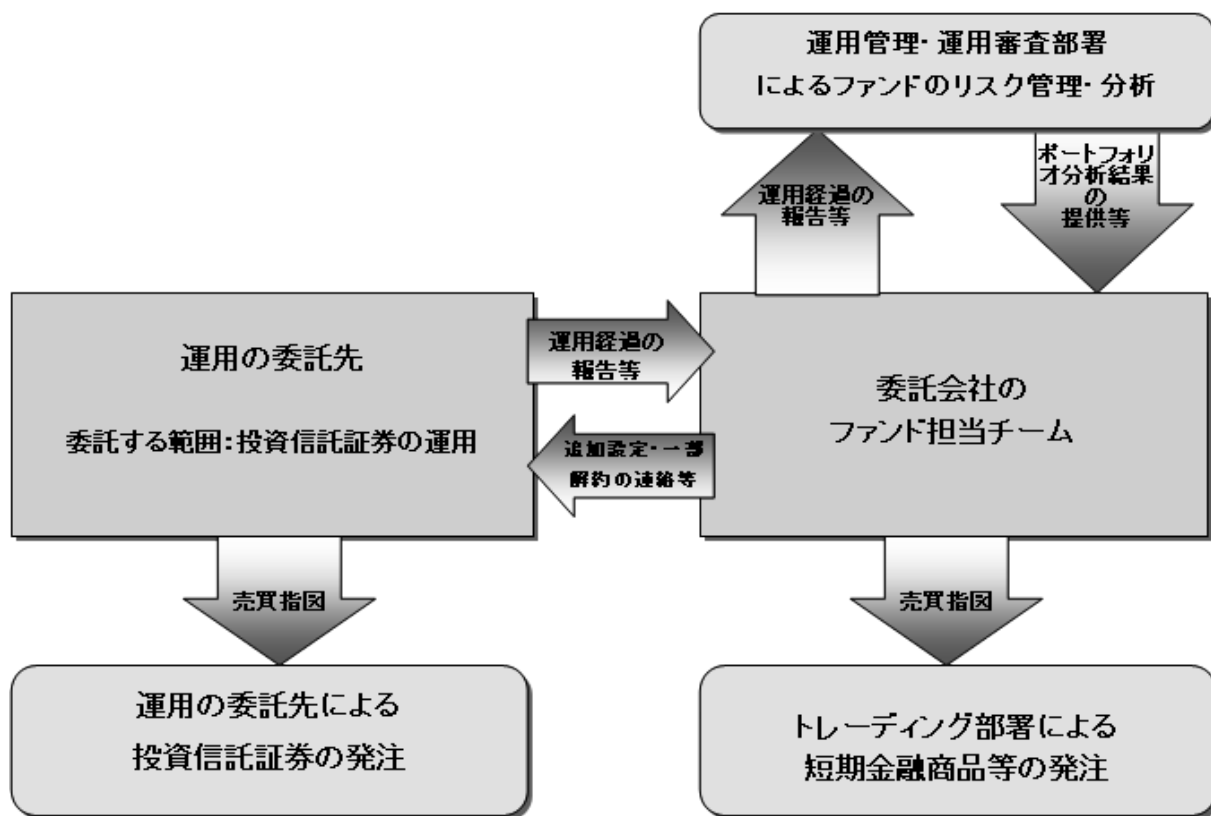 運用管理・運用審査部署
によるファンドのリスク管理・分析
運用経過の
報告等
ポートフォリ
オ分析結果
の
提供等
運用の委託先
委託する範囲：投資信託証券の運用
運用経過の
報告等
追加設定・一部
解約の連絡等
委託会社の
ファンド担当チーム
売買指図
売買指図
運用の委託先による
投資信託証券の発注
トレーディング部署による
短期金融商品等の発注